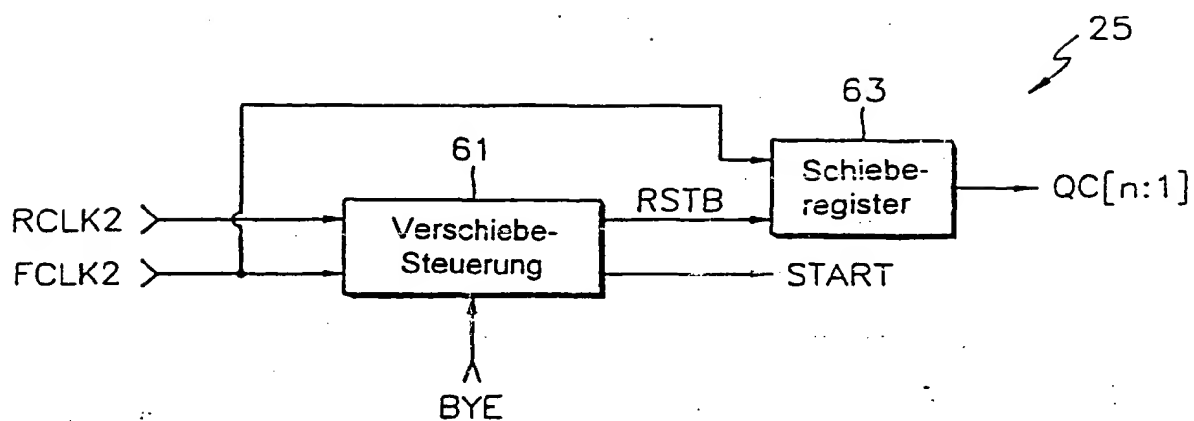 25
63
61
Schiebe-
register
QC[n:1]
RCLK2
RSTB
Verschiebe-
Steuerung
FCLK2
START
BYE